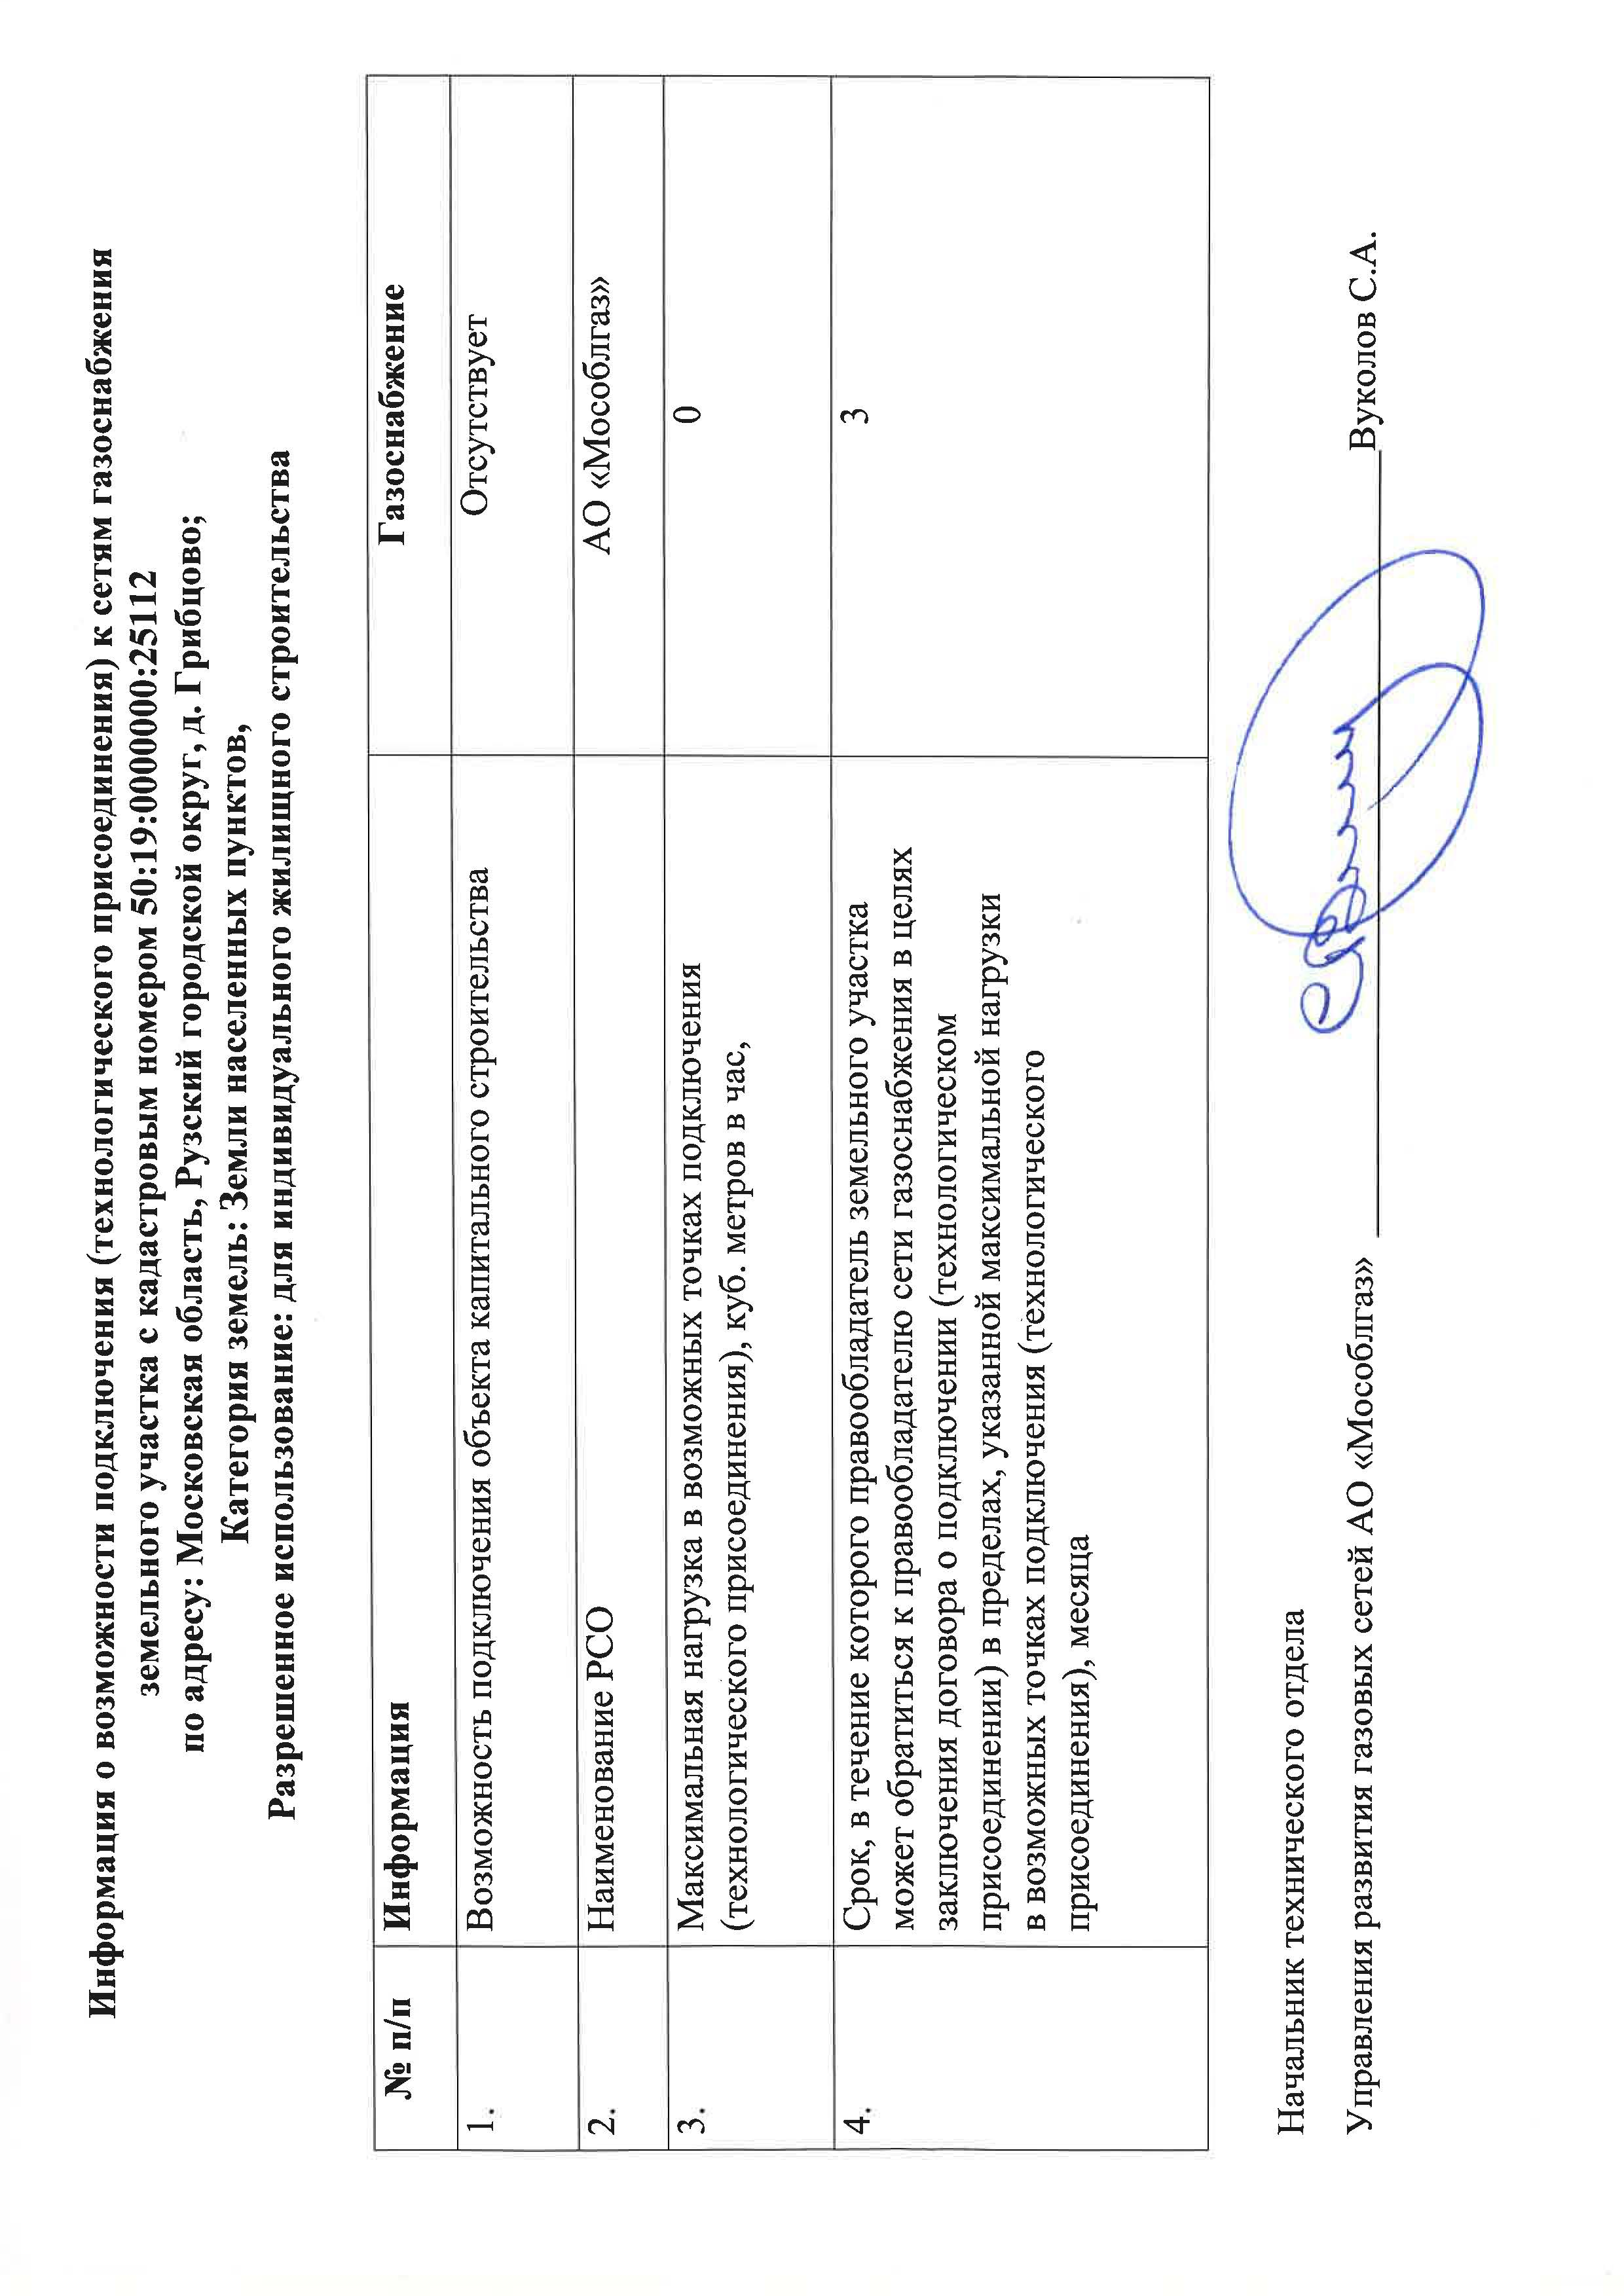 Информация о возможности подключения (технологического присоединения) к сетям газоснабжения
земельного участка с кадастровым номером 50:19:0000000:25112
по адресу: Московская область, Рузский городской округ, д. Грибцово;
Категория земель: Земли населенных пунктов,
Разрешенное использование: для индивидуального жилищного строительства
№ п/п Информация Газоснабжение
1. Возможность подключения объекта капитального строительства Отсутствует
2. Наименование РСО АО «Мособлгаз»
3. Максимальная нагрузка в возможных точках подключения 0
(технологического присоединения), куб. метров в час,
4. Срок, в течение которого правообладатель земельного участка 3
может обратиться к правообладателю сети газоснабжения в целях
заключения договора о подключении (технологическом
присоединении) в пределах, указанной максимальной нагрузки
в возможных точках подключения (технологического
присоединения), месяца
Начальник технического отдела
Управления развития газовых сетей АО «Мособлгаз» Вуколов С.А.